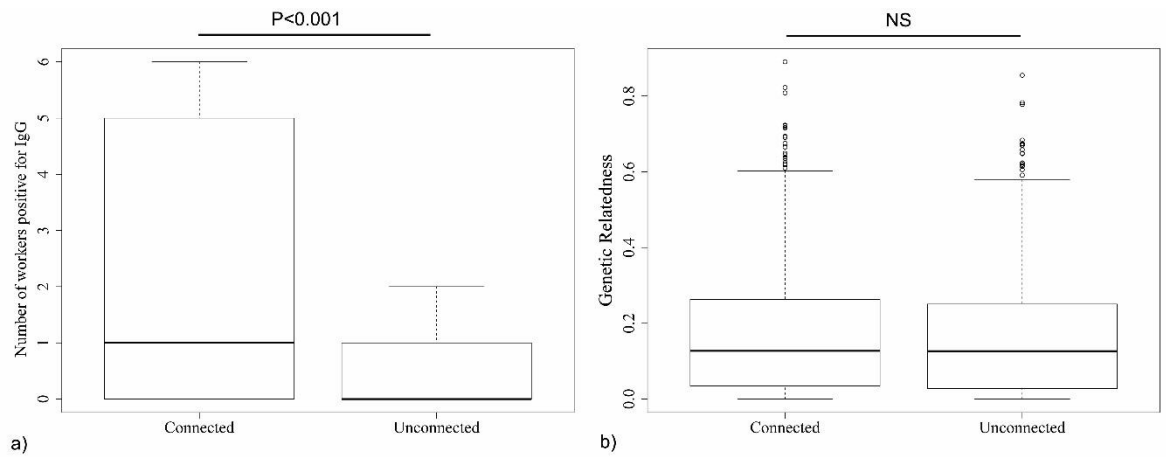 P<0.001
Number of workers positive for IgG
6
5
4
3
2
1
0
Connected
Unconnected
a)
NS
Genetic Relatedness
0.8
0.6
0.4
0.2
0.0
Connected
Unconnected
b)